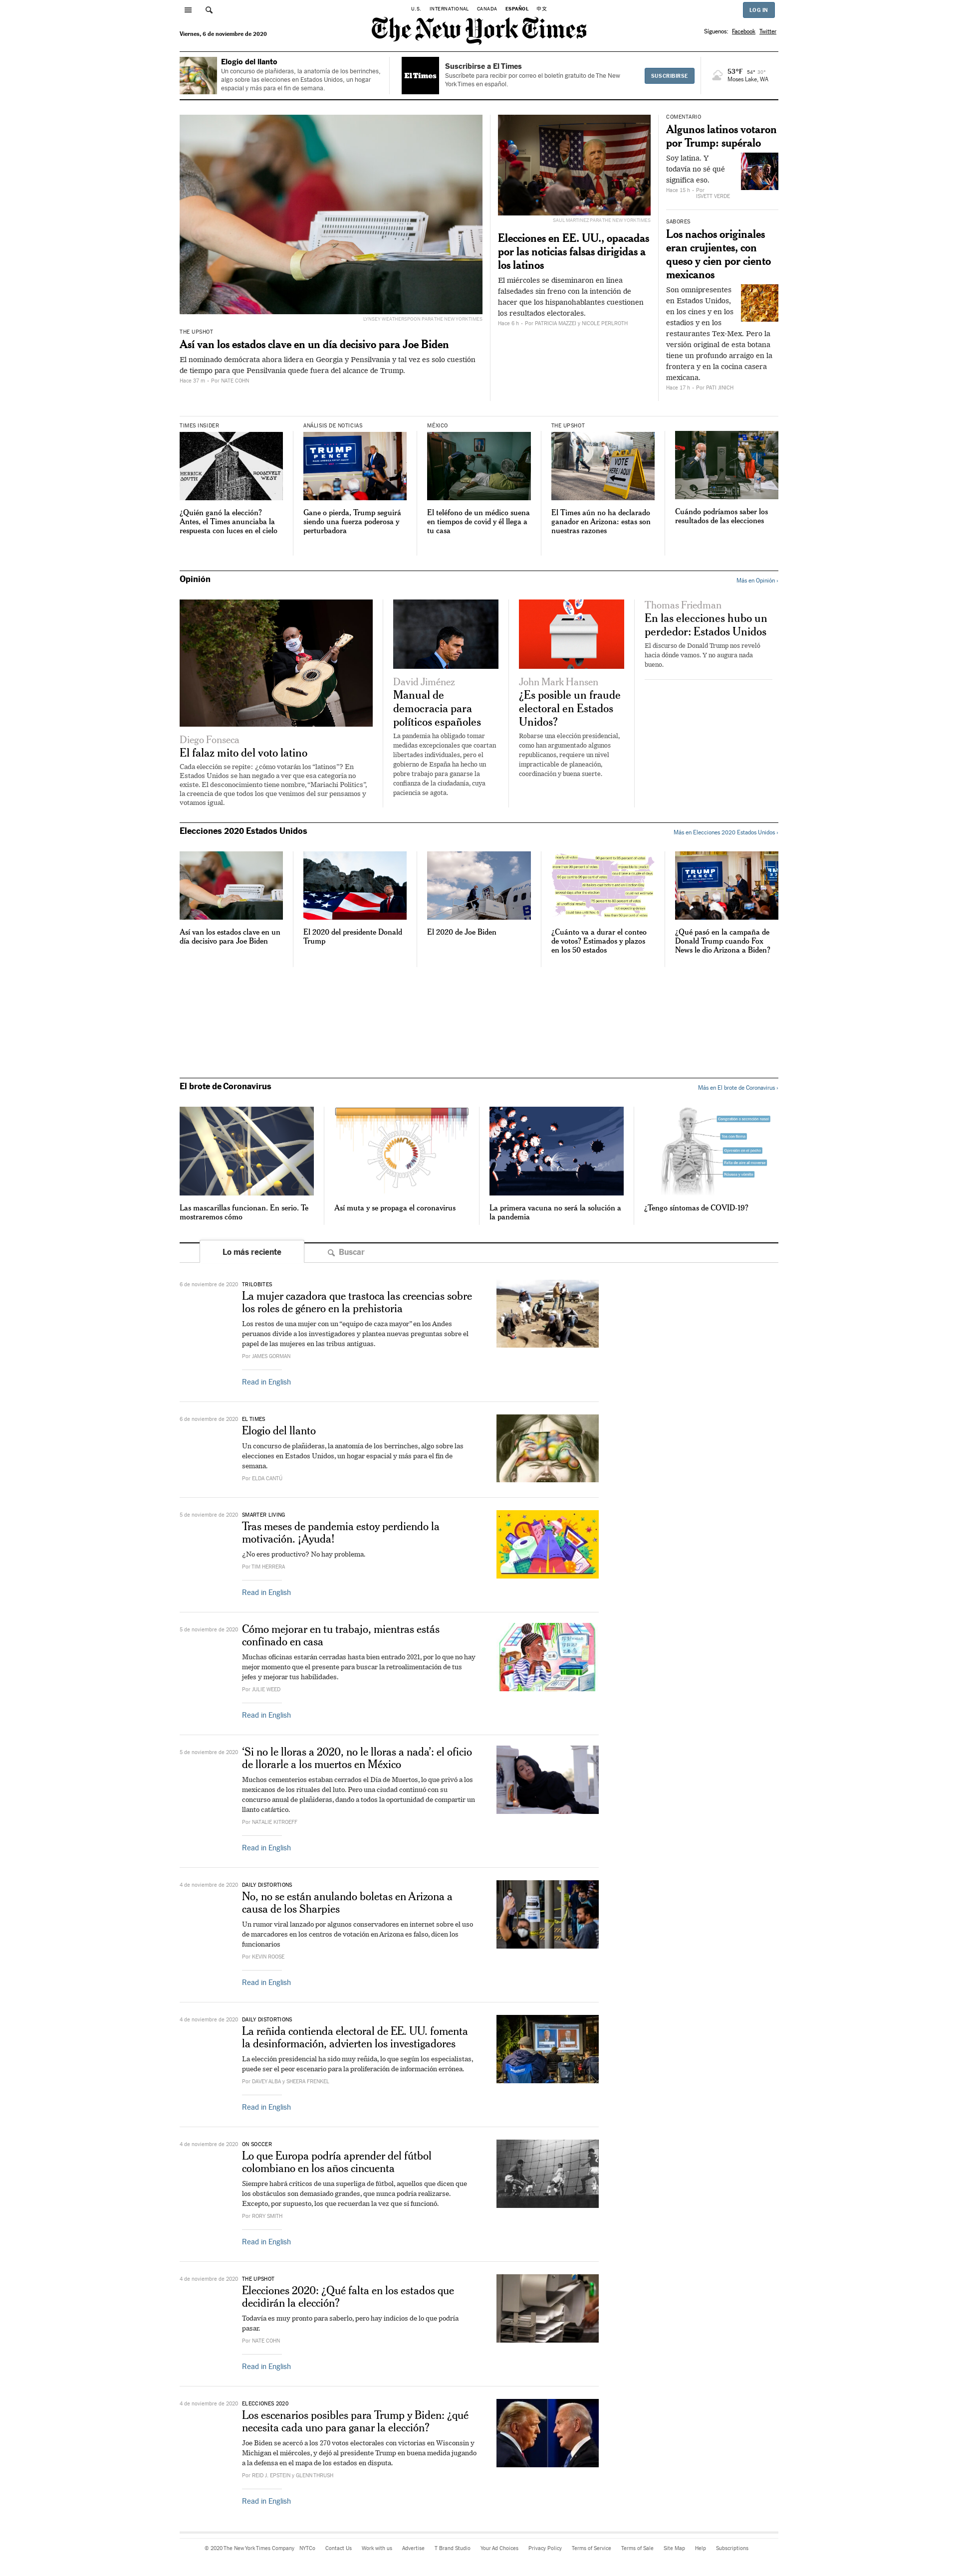 U.S. INTERNATIONAL CANADA ESPAÑOL 中文
LOG IN
The New York Times
Viernes, 6 de noviembre de 2020
Síguenos: Facebook Twitter
Elogio del llanto
Un concurso de plañideras, la anatomía de los berrinches,
algo sobre las elecciones en Estados Unidos, un hogar
espacial y más para el fin de semana.
El Times
Suscribirse a El Times
Suscríbete para recibir por correo el boletín gratuito de The New
York Times en español.
SUSCRIBIRSE
53°F 54°
Moses Lake, WA
LYNSEY WEATHERSPOON PARA THE NEW YORK TIMES
THE UPSHOT
Así van los estados clave en un día decisivo para Joe Biden
El nominado demócrata ahora lidera en Georgia y Pensilvania y tal vez es solo cuestión
de tiempo para que Pensilvania quede fuera del alcance de Trump.
Hace 37 m – Por NATE COHN
SAUL MARTINEZ PARA THE NEW YORK TIMES
Elecciones en EE. UU., opacadas
por las noticias falsas dirigidas a
los latinos
El miércoles se diseminaron en línea
falsedades sin freno con la intención de
hacer que los hispanohablantes cuestionen
los resultados electorales.
Hace 6 h – Por PATRICIA MAZZEI y NICOLE PERLROTH
COMENTARIO
Algunos latinos votaron
por Trump: supéralo
Soy latina. Y
todavía no sé qué
significa eso.
Hace 15 h – Por
ISVETT VERDE
SABORES
Los nachos originales
eran crujientes, con
queso y cien por ciento
mexicanos
Son omnipresentes
en Estados Unidos,
en los cines y en los
estadios y en los
restaurantes Tex-Mex. Pero la
versión original de esta botana
tiene un profundo arraigo en la
frontera y en la cocina casera
mexicana.
Hace 17 h – Por PATI JINICH
TIMES INSIDER
HERRICK SOUTH
ROOSEVELT WEST
¿Quién ganó la elección?
Antes, el Times anunciaba la
respuesta con luces en el cielo
ANÁLISIS DE NOTICIAS
TRUMP
PENCE
Gane o pierda, Trump seguirá
siendo una fuerza poderosa y
perturbadora
MÉXICO
El teléfono de un médico suena
en tiempos de covid y él llega a
tu casa
THE UPSHOT
VOTE
HERE/AQUÍ
El Times aún no ha declarado
ganador en Arizona: estas son
nuestras razones
Cuándo podríamos saber los
resultados de las elecciones
Opinión
Más en Opinión ›
Diego Fonseca
El falaz mito del voto latino
Cada elección se repite: ¿cómo votarán los “latinos”? En
Estados Unidos se han negado a ver que esa categoría no
existe. El desconocimiento tiene nombre, “Mariachi Politics”,
la creencia de que todos los que venimos del sur pensamos y
votamos igual.
David Jiménez
Manual de
democracia para
políticos españoles
La pandemia ha obligado tomar
medidas excepcionales que coartan
libertades individuales, pero el
gobierno de España ha hecho un
pobre trabajo para ganarse la
confianza de la ciudadanía, cuya
paciencia se agota.
John Mark Hansen
¿Es posible un fraude
electoral en Estados
Unidos?
Robarse una elección presidencial,
como han argumentado algunos
republicanos, requiere un nivel
impracticable de planeación,
coordinación y buena suerte.
Thomas Friedman
En las elecciones hubo un
perdedor: Estados Unidos
El discurso de Donald Trump nos reveló
hacia dónde vamos. Y no augura nada
bueno.
Elecciones 2020 Estados Unidos
Más en Elecciones 2020 Estados Unidos ›
Así van los estados clave en un
día decisivo para Joe Biden
El 2020 del presidente Donald
Trump
El 2020 de Joe Biden
¿Cuánto va a durar el conteo
de votos? Estimados y plazos
en los 50 estados
TRUMP
PENCE
¿Qué pasó en la campaña de
Donald Trump cuando Fox
News le dio Arizona a Biden?
El brote de Coronavirus
Más en El brote de Coronavirus ›
Las mascarillas funcionan. En serio. Te
mostraremos cómo
Así muta y se propaga el coronavirus
La primera vacuna no será la solución a
la pandemia
¿Tengo síntomas de COVID-19?
Lo más reciente
Buscar
6 de noviembre de 2020 TRILOBITES
La mujer cazadora que trastoca las creencias sobre
los roles de género en la prehistoria
Los restos de una mujer con un “equipo de caza mayor” en los Andes
peruanos divide a los investigadores y plantea nuevas preguntas sobre el
papel de las mujeres en las tribus antiguas.
Por JAMES GORMAN
Read in English
6 de noviembre de 2020 EL TIMES
Elogio del llanto
Un concurso de plañideras, la anatomía de los berrinches, algo sobre las
elecciones en Estados Unidos, un hogar espacial y más para el fin de
semana.
Por ELDA CANTÚ
5 de noviembre de 2020 SMARTER LIVING
Tras meses de pandemia estoy perdiendo la
motivación. ¡Ayuda!
¿No eres productivo? No hay problema.
Por TIM HERRERA
Read in English
5 de noviembre de 2020
Cómo mejorar en tu trabajo, mientras estás
confinado en casa
Muchas oficinas estarán cerradas hasta bien entrado 2021, por lo que no hay
mejor momento que el presente para buscar la retroalimentación de tus
jefes y mejorar tus habilidades.
Por JULIE WEED
Read in English
5 de noviembre de 2020
‘Si no le lloras a 2020, no le lloras a nada’: el oficio
de llorarle a los muertos en México
Muchos cementerios estaban cerrados el Día de Muertos, lo que privó a los
mexicanos de los rituales del luto. Pero una ciudad continuó con su
concurso anual de plañideras, dando a todos la oportunidad de compartir un
llanto catártico.
Por NATALIE KITROEFF
Read in English
4 de noviembre de 2020 DAILY DISTORTIONS
No, no se están anulando boletas en Arizona a
causa de los Sharpies
Un rumor viral lanzado por algunos conservadores en internet sobre el uso
de marcadores en los centros de votación en Arizona es falso, dicen los
funcionarios
Por KEVIN ROOSE
Read in English
4 de noviembre de 2020 DAILY DISTORTIONS
La reñida contienda electoral de EE. UU. fomenta
la desinformación, advierten los investigadores
La elección presidencial ha sido muy reñida, lo que según los especialistas,
puede ser el peor escenario para la proliferación de información errónea.
Por DAVEY ALBA y SHEERA FRENKEL
Read in English
4 de noviembre de 2020 ON SOCCER
Lo que Europa podría aprender del fútbol
colombiano en los años cincuenta
Siempre habrá críticos de una superliga de fútbol, aquellos que dicen que
los obstáculos son demasiado grandes, que nunca podría realizarse.
Excepto, por supuesto, los que recuerdan la vez que sí funcionó.
Por RORY SMITH
Read in English
4 de noviembre de 2020 THE UPSHOT
Elecciones 2020: ¿Qué falta en los estados que
decidirán la elección?
Todavía es muy pronto para saberlo, pero hay indicios de lo que podría
pasar.
Por NATE COHN
Read in English
4 de noviembre de 2020 ELECCIONES 2020
Los escenarios posibles para Trump y Biden: ¿qué
necesita cada uno para ganar la elección?
Joe Biden se acercó a los 270 votos electorales con victorias en Wisconsin y
Míchigan el miércoles, y dejó al presidente Trump en buena medida jugando
a la defensa en el mapa de los estados en disputa.
Por REID J. EPSTEIN y GLENN THRUSH
Read in English
© 2020 The New York Times Company NYTCo Contact Us Work with us Advertise T Brand Studio Your Ad Choices Privacy Policy Terms of Service Terms of Sale Site Map Help Subscriptions